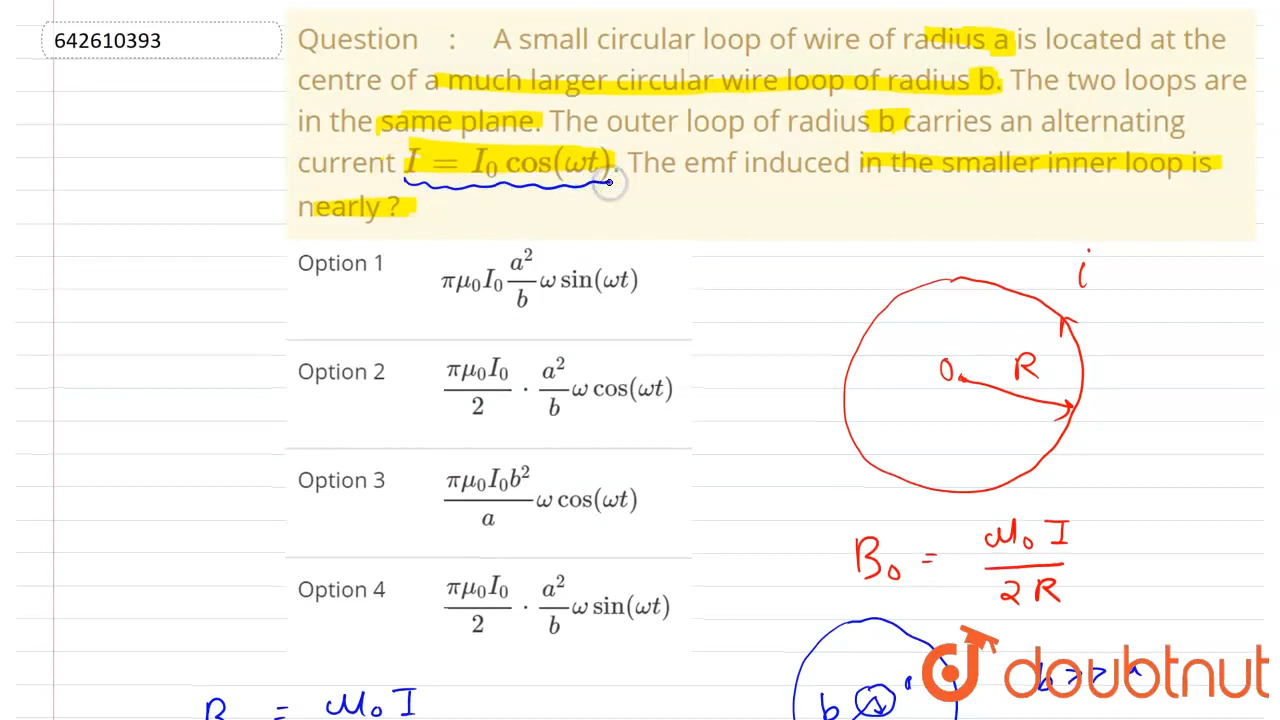 642610393
Question : A small circular loop of wire of radius a is located at the
centre of a much larger circular wire loop of radius b. The two loops are
in the same plane. The outer loop of radius b carries an alternating
current I = I₀ cos(ωt). The emf induced in the smaller inner loop is
nearly ?
Option 1 πμ₀I₀ a²/b ω sin(ωt)
Option 2 πμ₀I₀/2 · a²/b ω cos(ωt)
Option 3 πμ₀I₀b²/a ω cos(ωt)
Option 4 πμ₀I₀/2 · a²/b ω sin(ωt)
i
O R
B₀ = μ₀ I / 2 R
doubtnut
b
B = μ₀ I